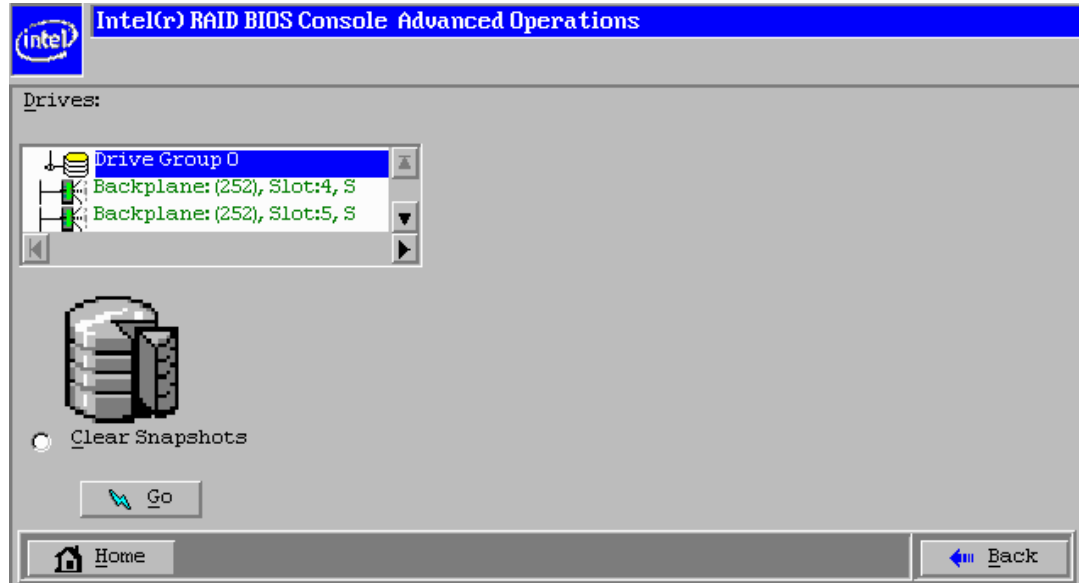 intel
Intel(r) RAID BIOS Console Advanced Operations
Drives:
Drive Group 0
Backplane: (252), Slot:4, S
Backplane: (252), Slot:5, S
Clear Snapshots
Go
Home
Back